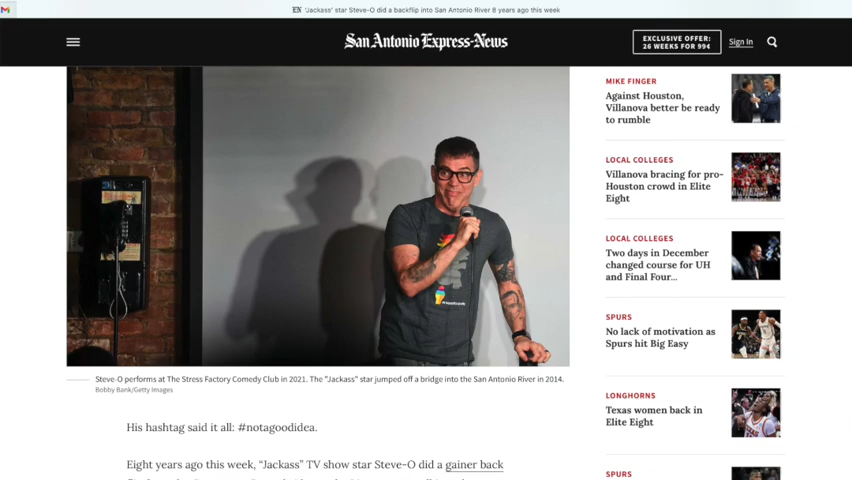 'Jackass' star Steve-O did a backflip into San Antonio River 8 years ago this week
San Antonio Express-News
EXCLUSIVE OFFER:
26 WEEKS FOR 99¢
Sign In
Steve-O performs at The Stress Factory Comedy Club in 2021. The "Jackass" star jumped off a bridge into the San Antonio River in 2014.
Bobby Bank/Getty Images
His hashtag said it all: #notagoodidea.
Eight years ago this week, “Jackass” TV show star Steve-O did a gainer back
MIKE FINGER
Against Houston,
Villanova better be ready
to rumble
LOCAL COLLEGES
Villanova bracing for pro-
Houston crowd in Elite
Eight
LOCAL COLLEGES
Two days in December
changed course for UH
and Final Four...
SPURS
No lack of motivation as
Spurs hit Big Easy
LONGHORNS
Texas women back in
Elite Eight
SPURS